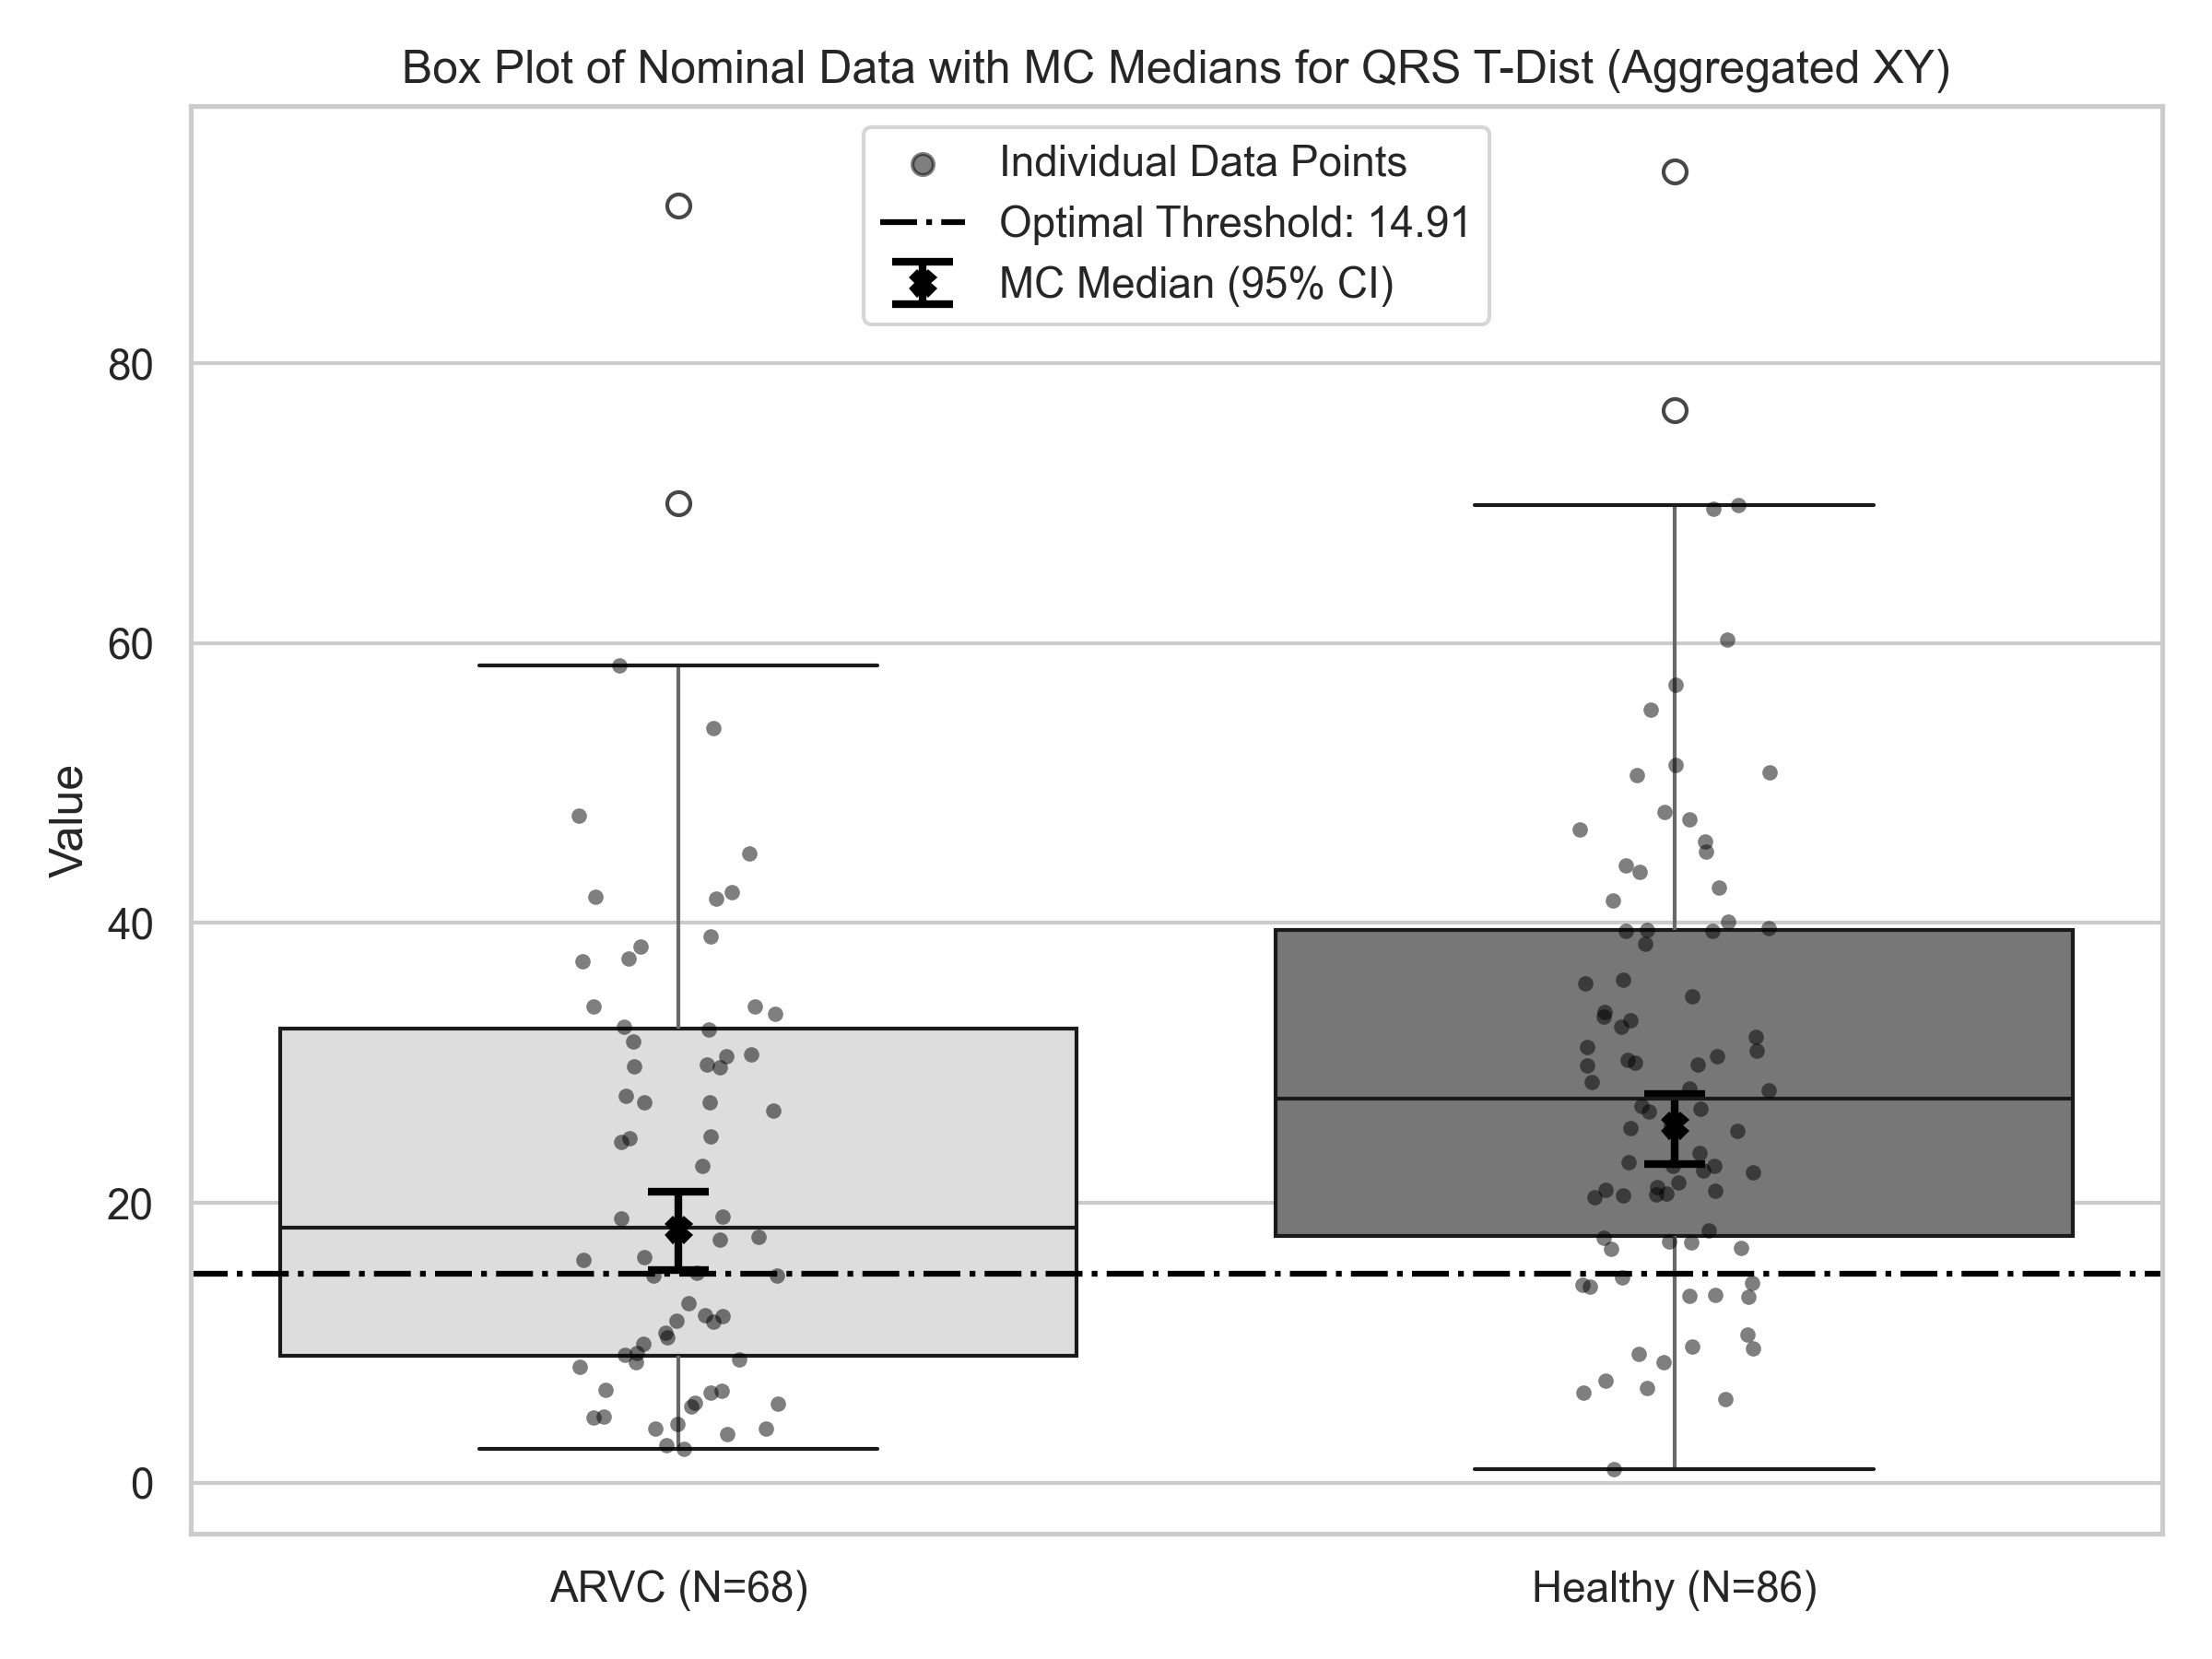 Box Plot of Nominal Data with MC Medians for QRS T-Dist (Aggregated XY)
Individual Data Points
Optimal Threshold: 14.91
MC Median (95% CI)
Value
80
60
40
20
0
ARVC (N=68)
Healthy (N=86)